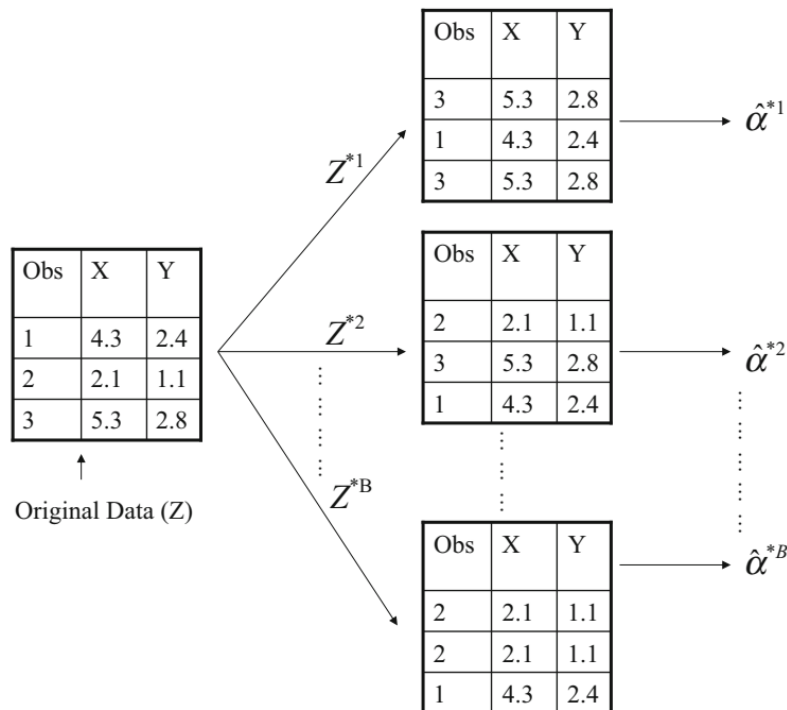 Obs X Y
3 5.3 2.8
1 4.3 2.4
3 5.3 2.8
α̂*1
Z*1
Obs X Y
1 4.3 2.4
2 2.1 1.1
3 5.3 2.8
Original Data (Z)
Z*2
Obs X Y
2 2.1 1.1
3 5.3 2.8
1 4.3 2.4
α̂*2
Z*B
Obs X Y
2 2.1 1.1
2 2.1 1.1
1 4.3 2.4
α̂*B